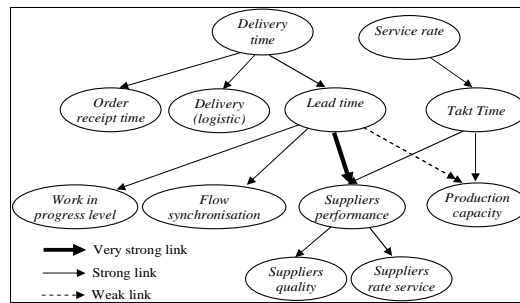 Delivery
time
Service rate
Order
receipt time
Delivery
(logistic)
Lead time
Takt Time
Work in
progress level
Flow
synchronisation
Suppliers
performance
Production
capacity
Very strong link
Strong link
Weak link
Suppliers
quality
Suppliers
rate service